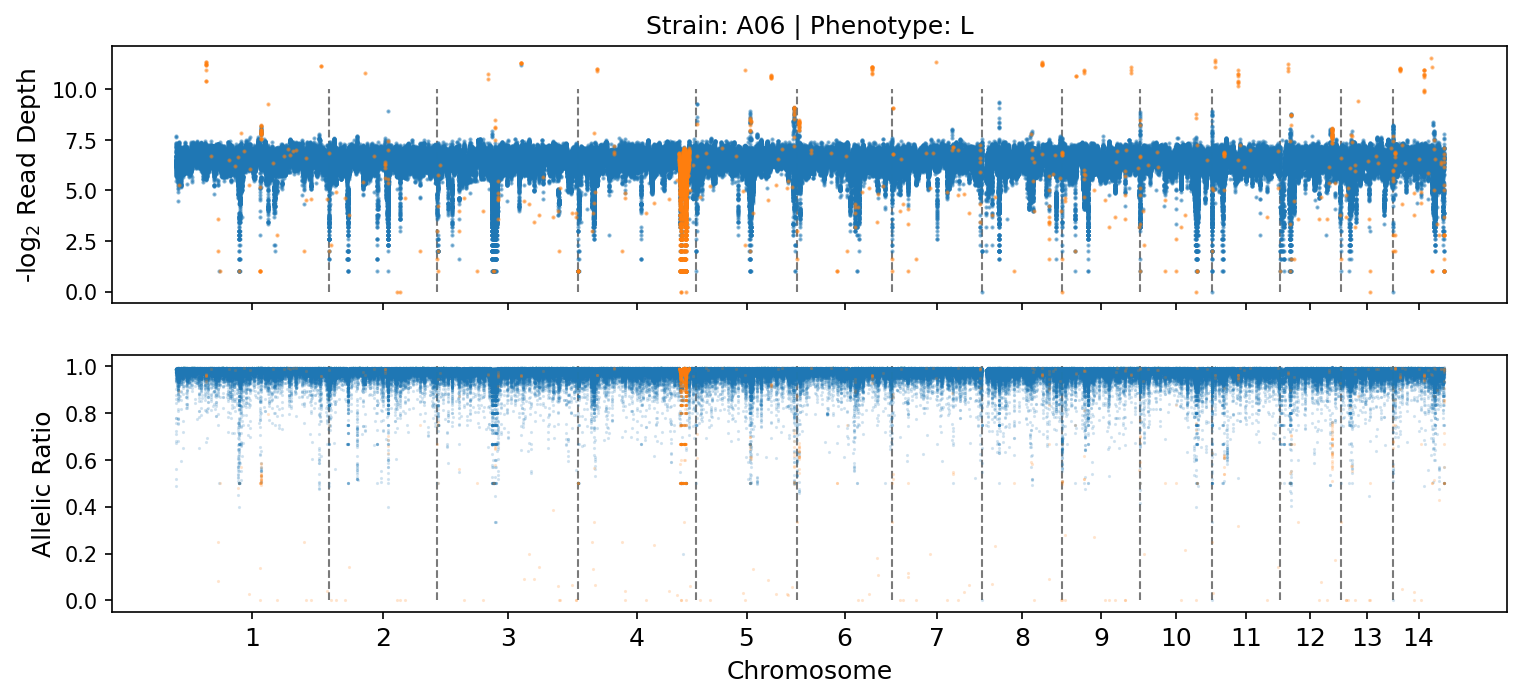 Strain: A06 | Phenotype: L
-log₂ Read Depth
10.0
7.5
5.0
2.5
0.0
Allelic Ratio
1.0
0.8
0.6
0.4
0.2
0.0
1 2 3 4 5 6 7 8 9 10 11 12 13 14
Chromosome